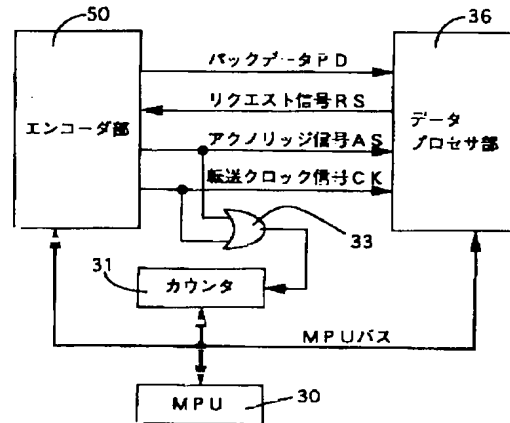 50
36
パックデータPD
リクエスト信号RS
エンコーダ部
データ
プロセサ部
アクノリッジ信号AS
転送クロック信号CK
33
31
カウンタ
MPUバス
MPU
30